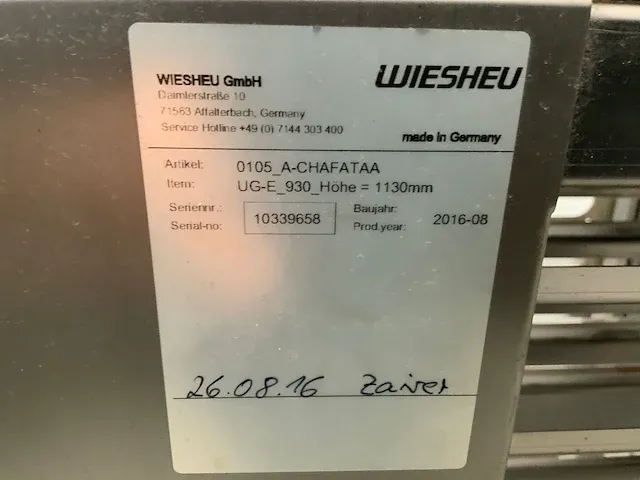 WIESHEU GmbH
WIESHEU
Daimlerstraße 10
71563 Affalterbach, Germany
Service Hotline +49 (0) 7144 303 400
made in Germany
Artikel: 0105_A-CHAFATAA
Item: UG-E_930_Höhe = 1130mm
Seriennr.: Baujahr:
Serial-no: 10339658 Prod.year: 2016-08
26.08.16